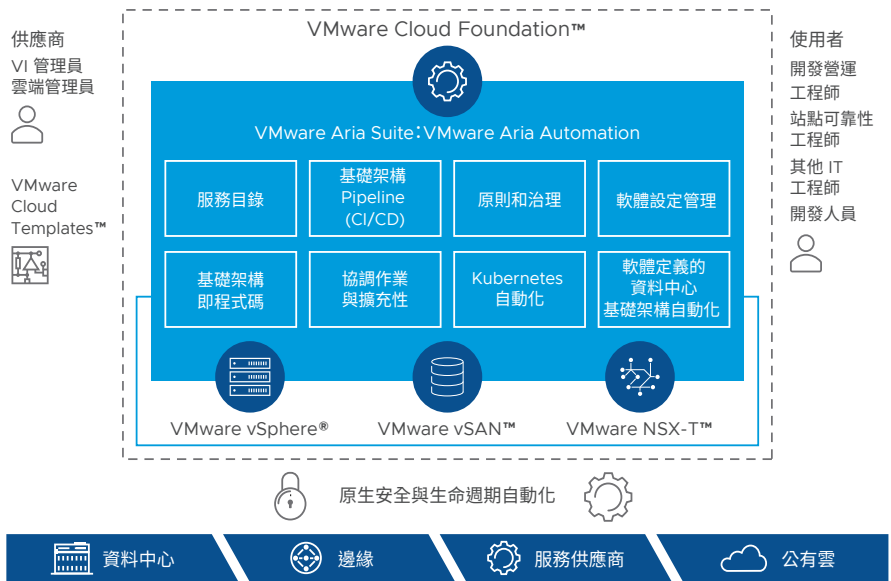 供應商
VI 管理員
雲端管理員
VMware
Cloud
Templates™
VMware Cloud Foundation™
VMware Aria Suite：VMware Aria Automation
服務目錄
基礎架構
Pipeline
(CI/CD)
原則和治理
軟體設定管理
基礎架構
即程式碼
協調作業
與擴充性
Kubernetes
自動化
軟體定義的
資料中心
基礎架構自動化
VMware vSphere®
VMware vSAN™
VMware NSX-T™
使用者
開發營運
工程師
站點可靠性
工程師
其他 IT
工程師
開發人員
原生安全與生命週期自動化
資料中心
邊緣
服務供應商
公有雲